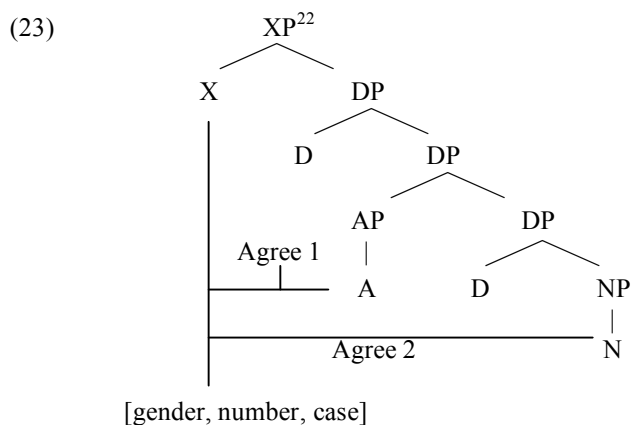 (23) XP22
X DP
D DP
AP DP
Agree 1
A D NP
Agree 2 N
[gender, number, case]